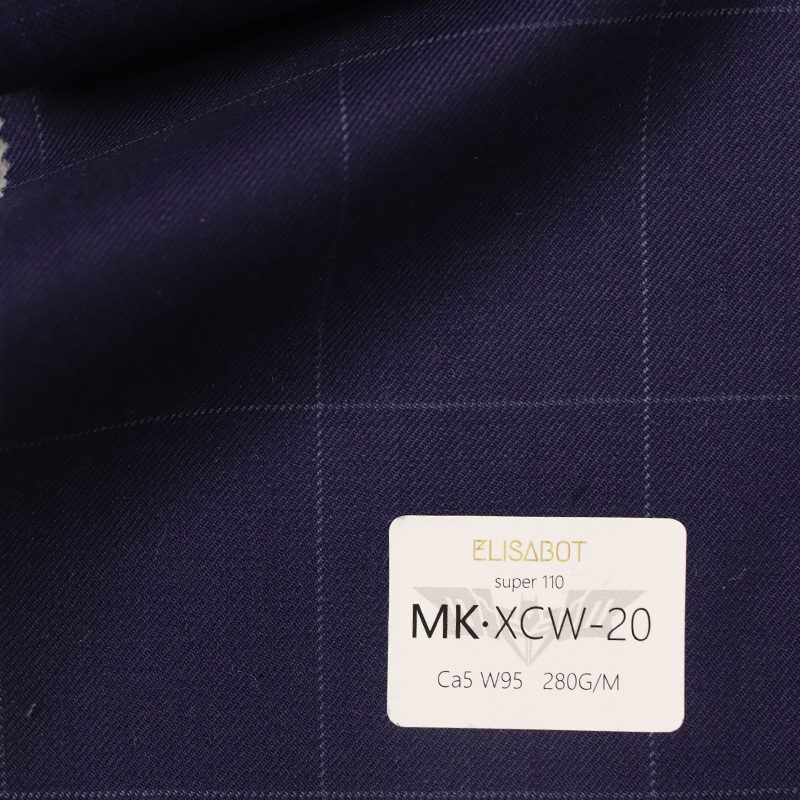 ELISABOT
super 110
MK·XCW-20
Ca5 W95 280G/M